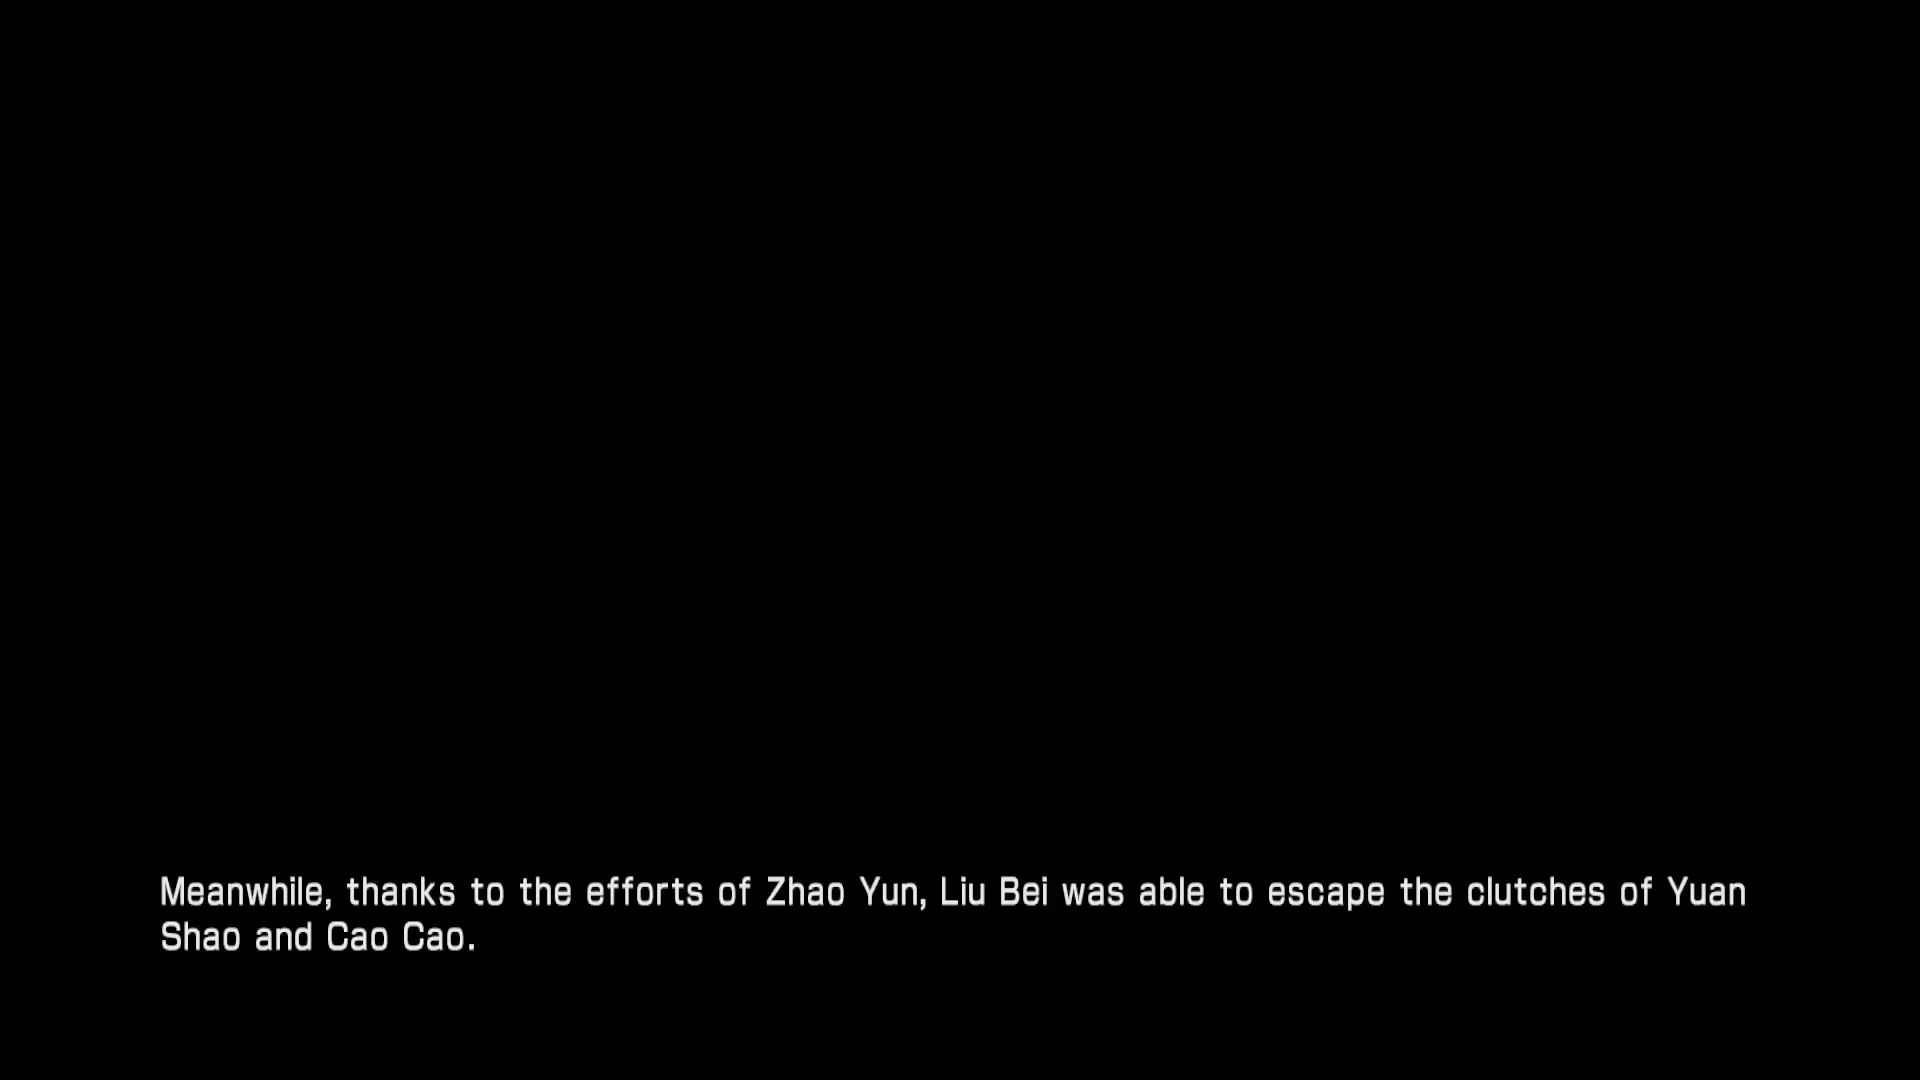 Meanwhile, thanks to the efforts of Zhao Yun, Liu Bei was able to escape the clutches of Yuan
Shao and Cao Cao.